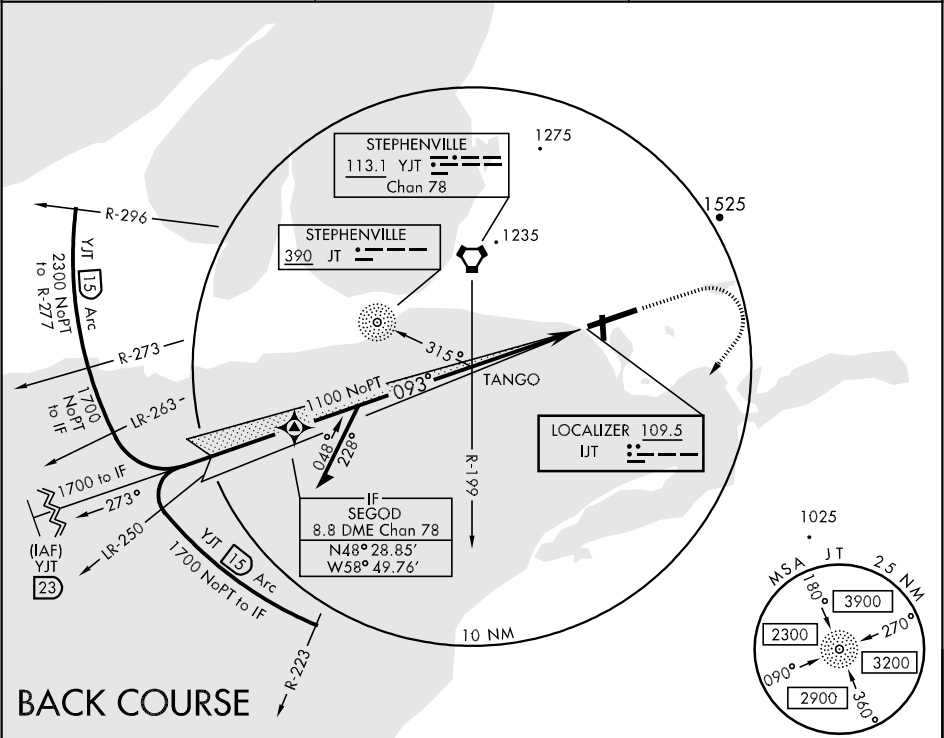 1275
STEPHENVILLE
113.1 YJT
Chan 78
1525
R-296
STEPHENVILLE
390 JT
1235
YJT 15 Arc
2300 NoPT
to R-277
315°
R-273
TANGO
1100 NoPT
093°
1700
NoPT
to IF
LR-263
LOCALIZER 109.5
IJT
048°
228°
R-199
1700 to IF
273°
IF
SEGOD
8.8 DME Chan 78
N48° 28.85’
W58° 49.76’
LR-250
(IAF)
YJT
23
YJT 15 Arc
1700 NoPT to IF
1025
MSA JT 25 NM
180°
3900
270°
2300
3200
090°
2900
360°
10 NM
R-223
BACK COURSE